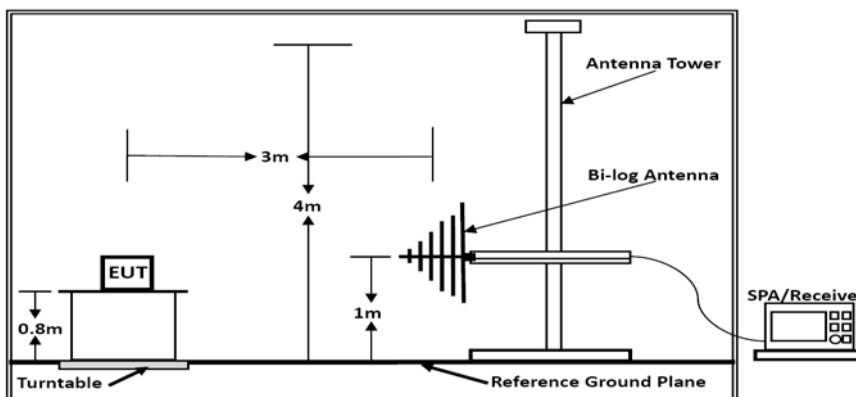 Antenna Tower
3m
Bi-log Antenna
4m
EUT
SPA/Receive
0.8m
1m
Turntable
Reference Ground Plane